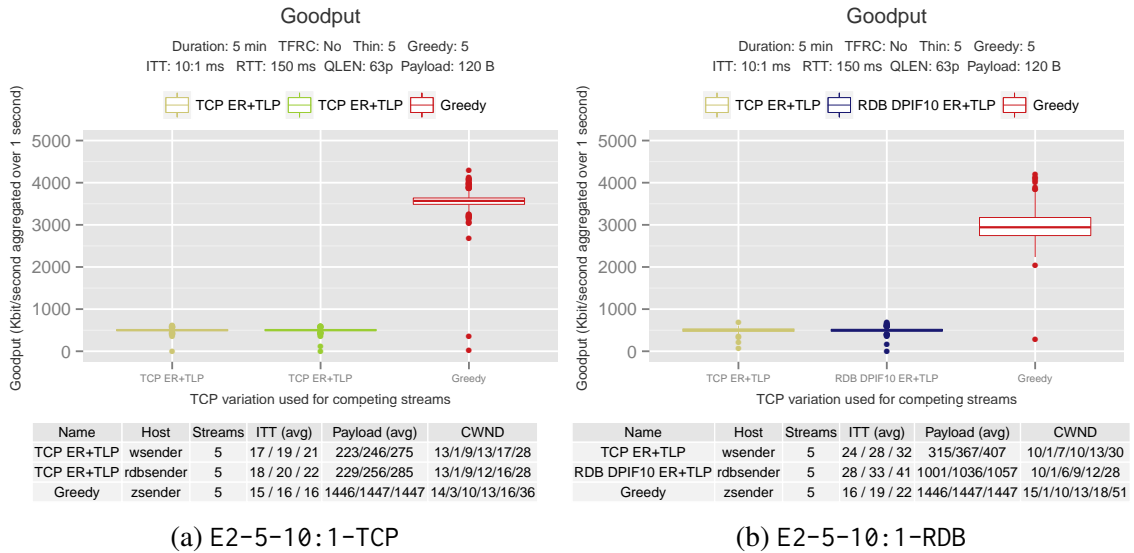 Goodput
Duration: 5 min TFRC: No Thin: 5 Greedy: 5
ITT: 10:1 ms RTT: 150 ms QLEN: 63p Payload: 120 B
TCP ER+TLP TCP ER+TLP Greedy
Goodput (Kbit/second aggregated over 1 second)
5000
4000
3000
2000
1000
0
TCP ER+TLP TCP ER+TLP Greedy
TCP variation used for competing streams
Name Host Streams ITT (avg) Payload (avg) CWND
TCP ER+TLP wsender 5 17 / 19 / 21 223/246/275 13/1/9/13/17/28
TCP ER+TLP rdbsender 5 18 / 20 / 22 229/256/285 13/1/9/12/16/28
Greedy zsender 5 15 / 16 / 16 1446/1447/1447 14/3/10/13/16/36
(a) E2-5-10:1-TCP
Goodput
Duration: 5 min TFRC: No Thin: 5 Greedy: 5
ITT: 10:1 ms RTT: 150 ms QLEN: 63p Payload: 120 B
TCP ER+TLP RDB DPIF10 ER+TLP Greedy
Goodput (Kbit/second aggregated over 1 second)
5000
4000
3000
2000
1000
0
TCP ER+TLP RDB DPIF10 ER+TLP Greedy
TCP variation used for competing streams
Name Host Streams ITT (avg) Payload (avg) CWND
TCP ER+TLP wsender 5 24 / 28 / 32 315/367/407 10/1/7/10/13/30
RDB DPIF10 ER+TLP rdbsender 5 28 / 33 / 41 1001/1036/1057 10/1/6/9/12/28
Greedy zsender 5 16 / 19 / 22 1446/1447/1447 15/1/10/13/18/51
(b) E2-5-10:1-RDB